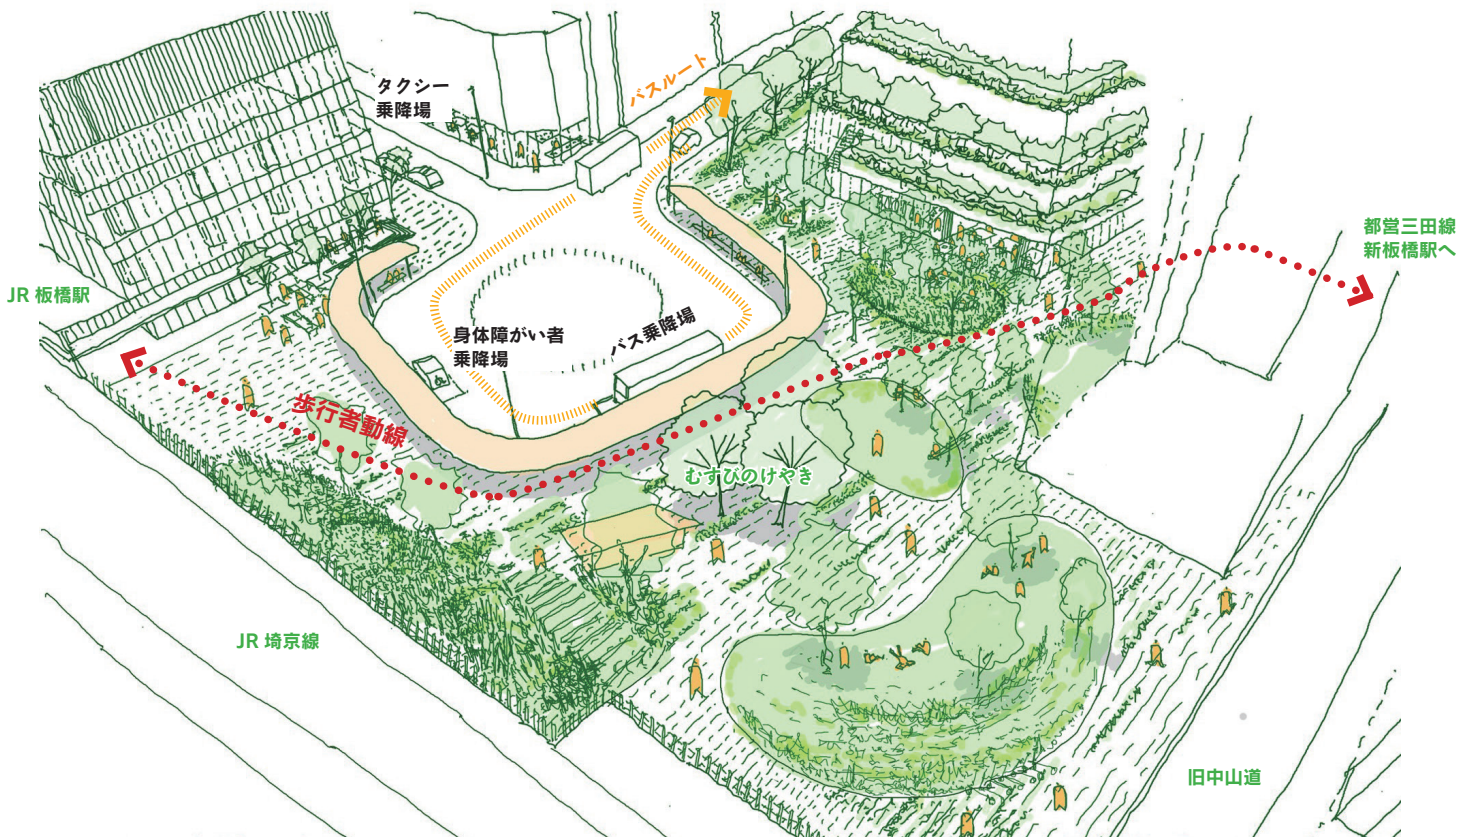 タクシー
乗降場
バスルート
都営三田線
新板橋駅へ
JR 板橋駅
身体障がい者
乗降場
バス乗降場
歩行者動線
むすびのけやき
JR 埼京線
旧中山道